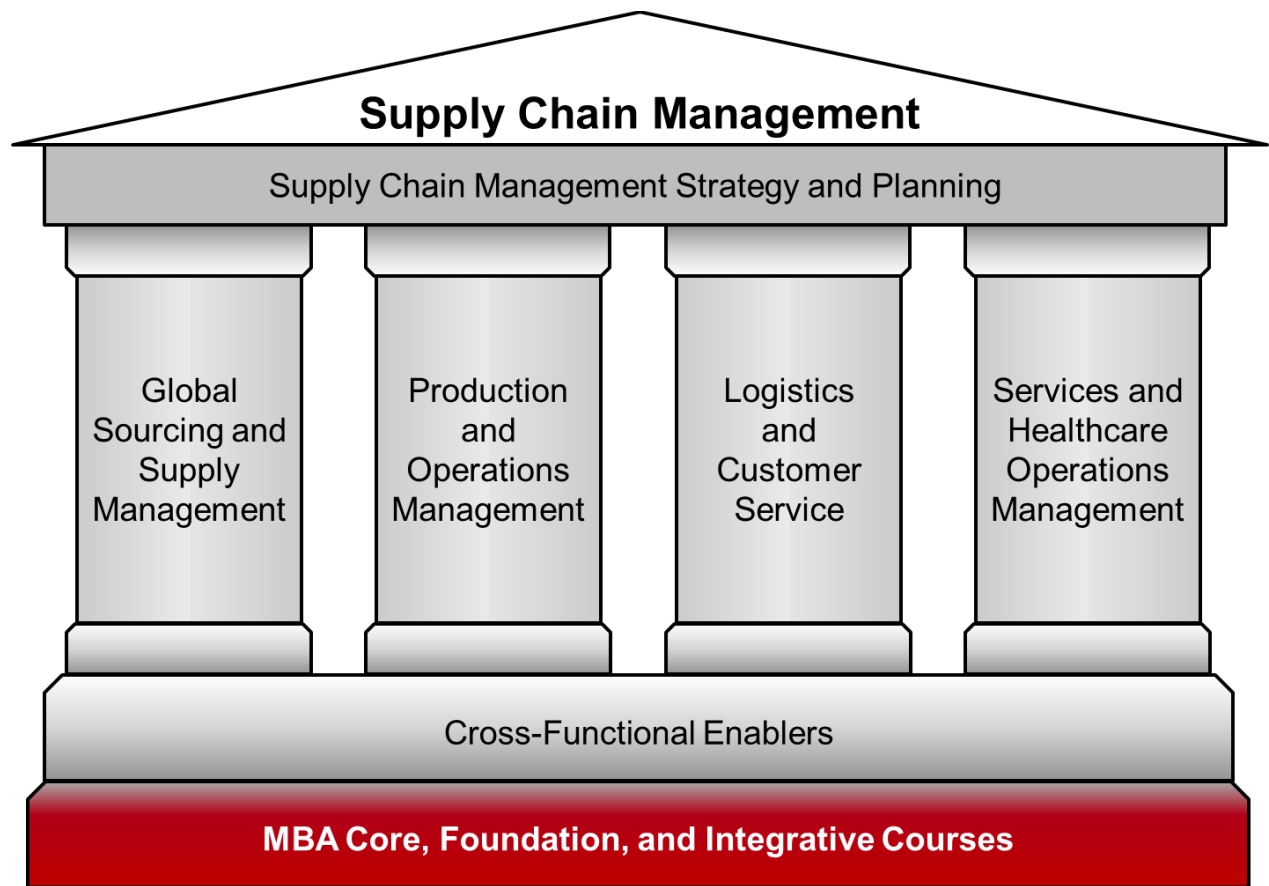 Supply Chain Management
Supply Chain Management Strategy and Planning
Global
Sourcing and
Supply
Management
Production
and
Operations
Management
Logistics
and
Customer
Service
Services and
Healthcare
Operations
Management
Cross-Functional Enablers
MBA Core, Foundation, and Integrative Courses